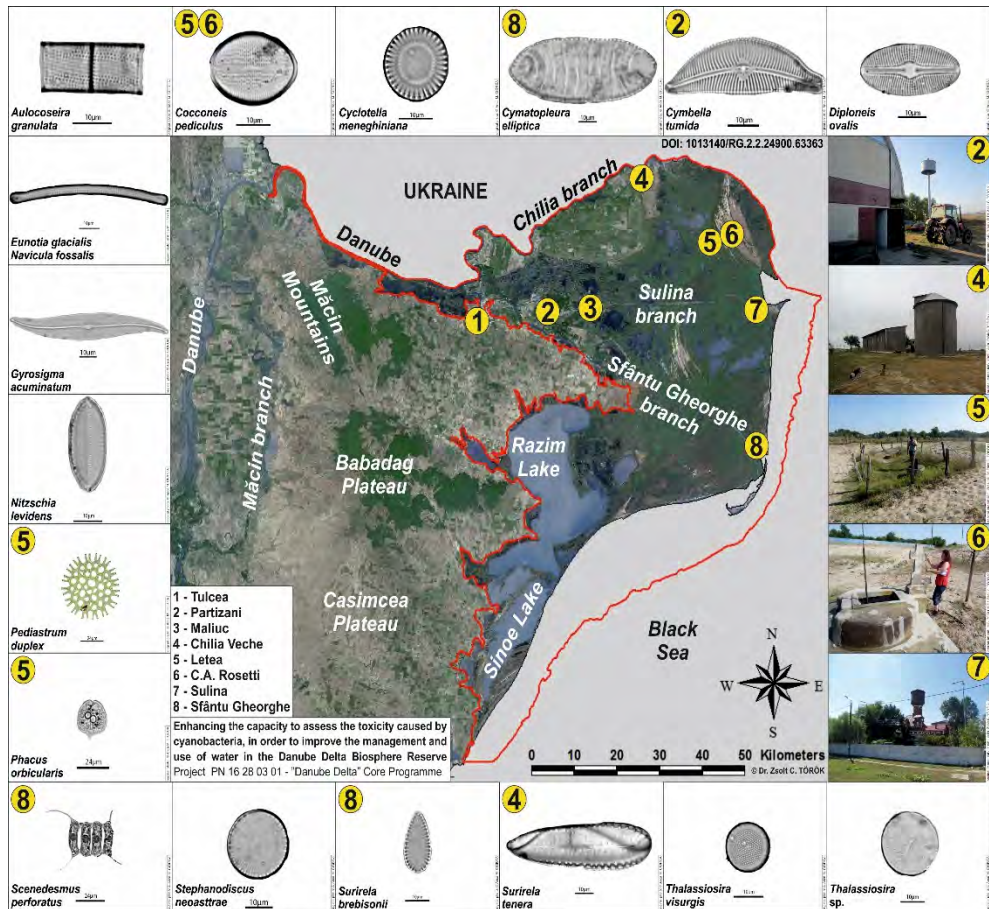 5
6
8
2
Aulocoseira
granulata
10µm
Cocconeis
pediculus
10µm
Cyclotella
meneghiniana
10µm
Cymatopleura
elliptica
10µm
Cymbella
tumida
10µm
Diploneis
ovalis
10µm
DOI: 1013140/RG.2.2.24900.63363
2
Eunotia glacialis
Navicula fossalis
UKRAINE
Chilia branch
4
Danube
5
6
4
Gyrosigma
acuminatum
10µm
Danube
Măcin
Mountains
1
2
3
Sulina
branch
7
5
Nitzschia
levidens
10µm
Măcin branch
Sfântu Gheorghe
branch
Razim
Lake
Babadag
Plateau
8
6
5
Pediastrum
duplex
1 - Tulcea
2 - Partizani
3 - Maliuc
4 - Chilia Veche
5 - Letea
6 - C.A. Rosetti
7 - Sulina
8 - Sfântu Gheorghe
Casimcea
Plateau
Sinoe Lake
Black
Sea
N
W
E
S
7
5
Phacus
orbicularis
24µm
Enhancing the capacity to assess the toxicity caused by
cyanobacteria, in order to improve the management and
use of water in the Danube Delta Biosphere Reserve
Project PN 16 28 03 01 - "Danube Delta" Core Programme
0 10 20 30 40 50 Kilometers
© Dr. Zsolt C. TÖRÖK
8
8
4
Scenedesmus
perforatus
24µm
Stephanodiscus
neoastrae
10µm
Surirela
brebisonii
10µm
Surirela
tenera
10µm
Thalassiosira
visurgis
10µm
Thalassiosira
sp.
10µm